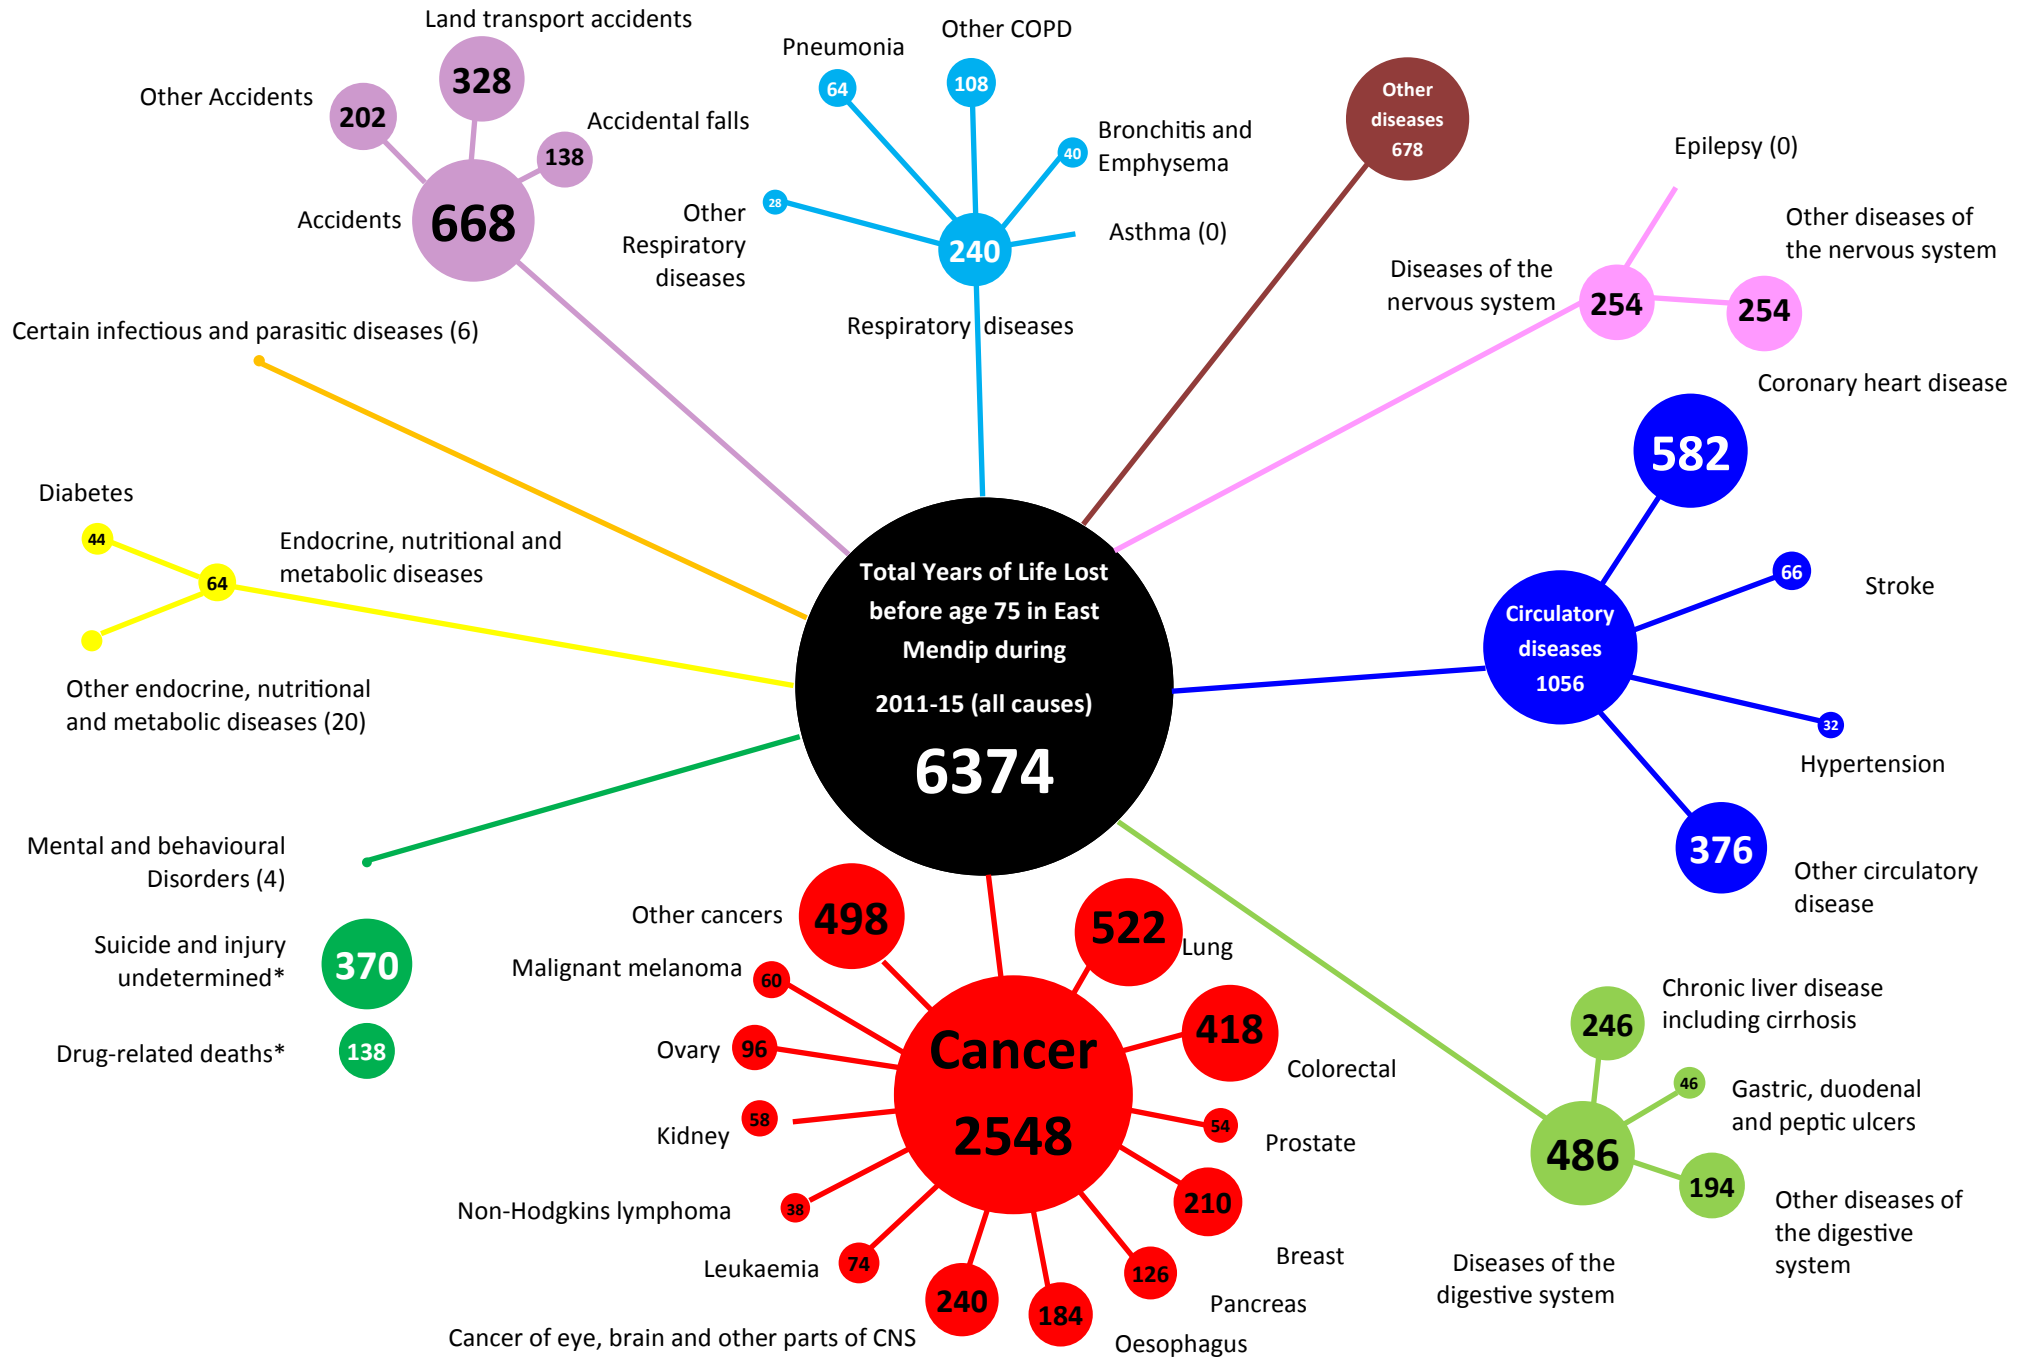 Land transport accidents
328
Other Accidents
202
Accidental falls
138
Accidents
668
Pneumonia
64
Other COPD
108
Bronchitis and
Emphysema
40
Asthma (0)
Other
Respiratory
diseases
28
240
Respiratory diseases
Other
diseases
678
Epilepsy (0)
Other diseases of
the nervous system
254
Diseases of the
nervous system
254
Certain infectious and parasitic diseases (6)
Diabetes
44
64
Endocrine, nutritional and
metabolic diseases
Other endocrine, nutritional
and metabolic diseases (20)
Total Years of Life Lost
before age 75 in East
Mendip during
2011-15 (all causes)
6374
Coronary heart disease
582
66
Stroke
Circulatory
diseases
1056
32
Hypertension
376
Other circulatory
disease
Mental and behavioural
Disorders (4)
Suicide and injury
undetermined*
370
Drug-related deaths*
138
Other cancers
498
522
Lung
Malignant melanoma
60
418
Colorectal
Ovary
96
Cancer
2548
Kidney
58
54
Prostate
Non-Hodgkins lymphoma
38
210
Breast
Leukaemia
74
126
Pancreas
240
Cancer of eye, brain and other parts of CNS
184
Oesophagus
246
Chronic liver disease
including cirrhosis
46
Gastric, duodenal
and peptic ulcers
486
194
Other diseases of
the digestive
system
Diseases of the
digestive system